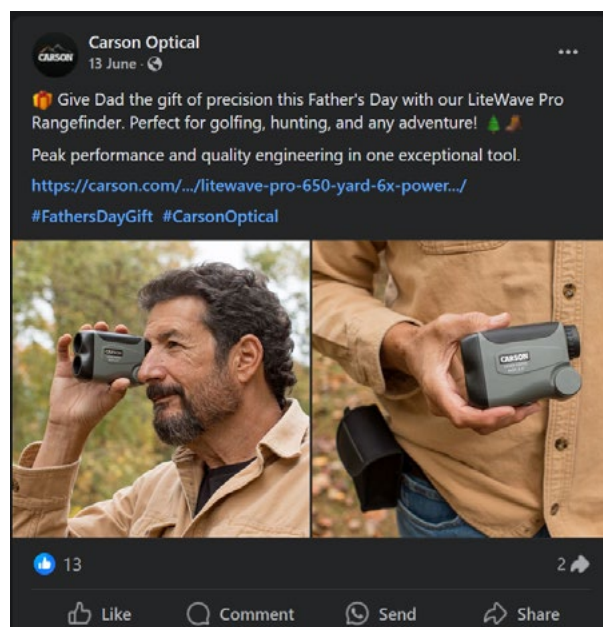 Carson Optical
CARSON
13 June
🎁 Give Dad the gift of precision this Father's Day with our LiteWave Pro
Rangefinder. Perfect for golfing, hunting, and any adventure! 🌲🥾
Peak performance and quality engineering in one exceptional tool.
https://carson.com/.../litewave-pro-650-yard-6x-power.../
#FathersDayGift #CarsonOptical
CARSON
CARSON
13
2
Like
Comment
Send
Share